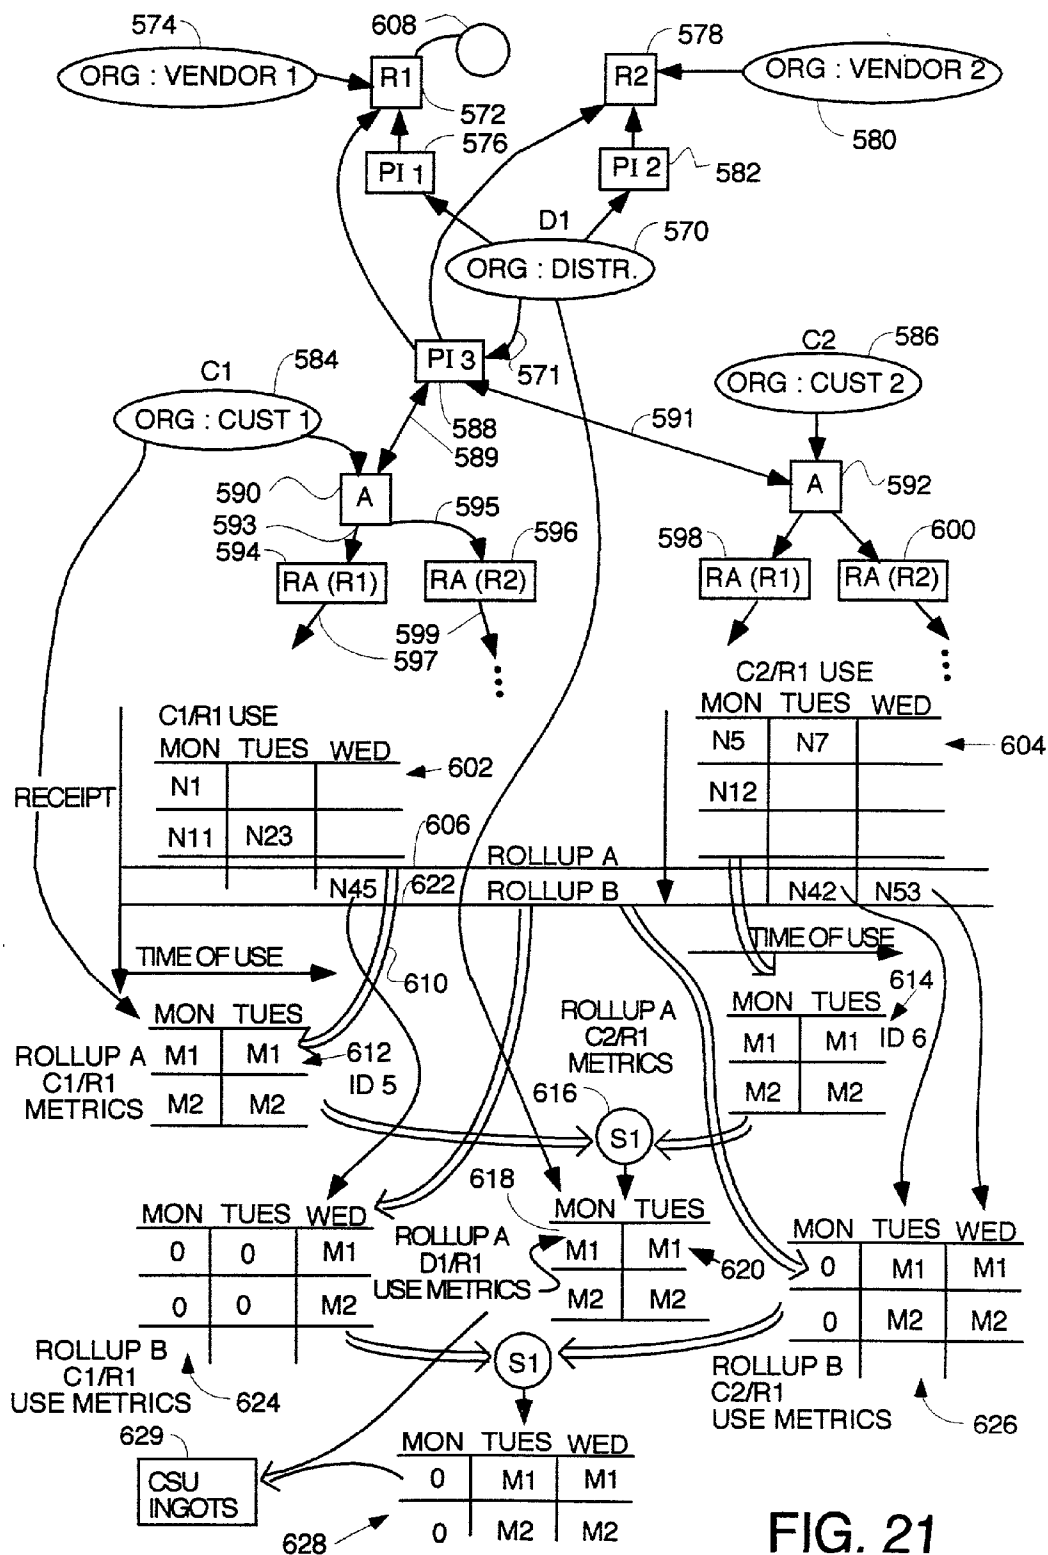 574
608
578
ORG : VENDOR 1
R1
R2
ORG : VENDOR 2
572
576
580
PI 1
PI 2
582
D1
570
ORG : DISTR.
C1
584
PI 3
571
C2
586
ORG : CUST 1
588
589
591
ORG : CUST 2
590
A
595
A
592
593
594
596
598
600
RA (R1)
RA (R2)
RA (R1)
RA (R2)
597
599
C1/R1 USE
MON TUES WED
602
C2/R1 USE
MON TUES WED
N5 N7
604
RECEIPT
N1
N12
N11 N23
606
ROLLUP A
N45
622
ROLLUP B
N42 N53
TIME OF USE
610
TIME OF USE
614
MON TUES
ROLLUP A
C2/R1
METRICS
MON TUES
ID 6
ROLLUP A
C1/R1
METRICS
M1 M1
612
ID 5
M1 M1
M2 M2
616
M2 M2
S1
618
MON TUES WED
MON TUES
MON TUES WED
0 0 M1
ROLLUP A
D1/R1
USE METRICS
M1 M1
620
0 M1 M1
0 0 M2
M2 M2
0 M2 M2
ROLLUP B
C1/R1
USE METRICS
624
S1
ROLLUP B
C2/R1
USE METRICS
626
629
MON TUES WED
CSU
INGOTS
0 M1 M1
628
0 M2 M2
FIG. 21